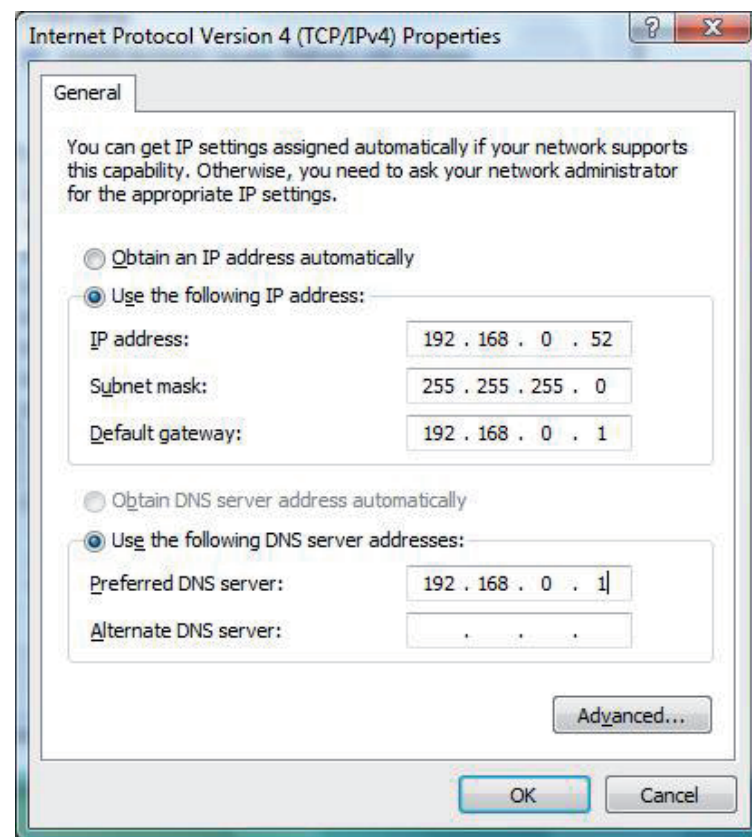 Internet Protocol Version 4 (TCP/IPv4) Properties
? X
General
You can get IP settings assigned automatically if your network supports
this capability. Otherwise, you need to ask your network administrator
for the appropriate IP settings.
Obtain an IP address automatically
Use the following IP address:
IP address: 192 . 168 . 0 . 52
Subnet mask: 255 . 255 . 255 . 0
Default gateway: 192 . 168 . 0 . 1
Obtain DNS server address automatically
Use the following DNS server addresses:
Preferred DNS server: 192 . 168 . 0 . 1
Alternate DNS server: . . .
Advanced...
OK Cancel